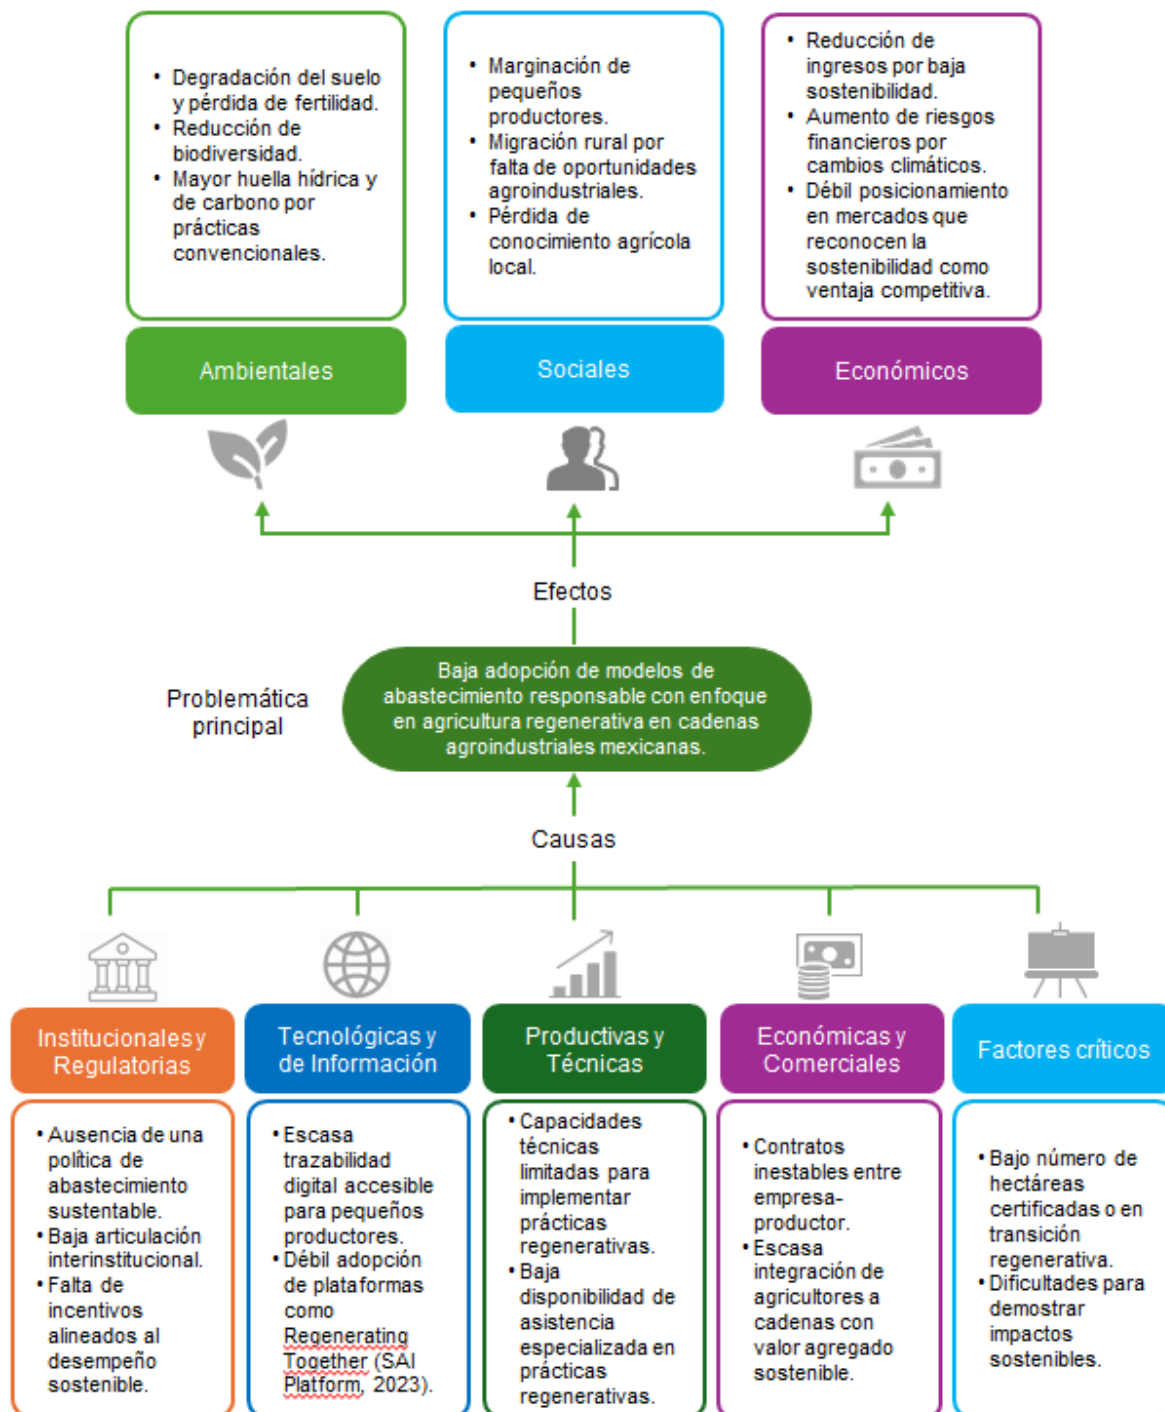 • Degradación del suelo
y pérdida de fertilidad.
• Reducción de
biodiversidad.
• Mayor huella hídrica y
de carbono por
prácticas
convencionales.
Ambientales
• Marginación de
pequeños
productores.
• Migración rural por
falta de oportunidades
agroindustriales.
• Pérdida de
conocimiento agrícola
local.
Sociales
• Reducción de
ingresos por baja
sostenibilidad.
• Aumento de riesgos
financieros por
cambios climáticos.
• Débil posicionamiento
en mercados que
reconocen la
sostenibilidad como
ventaja competitiva.
Económicos
Efectos
Problemática
principal
Baja adopción de modelos de
abastecimiento responsable con enfoque
en agricultura regenerativa en cadenas
agroindustriales mexicanas.
Causas
Institucionales y
Regulatorias
• Ausencia de una
política de
abastecimiento
sustentable.
• Baja articulación
interinstitucional.
• Falta de
incentivos
alineados al
desempeño
sostenible.
Tecnológicas y
de Información
• Escasa
trazabilidad
digital accesible
para pequeños
productores.
• Débil adopción
de plataformas
como
Regenerating
Together (SAI
Platform, 2023).
Productivas y
Técnicas
• Capacidades
técnicas
limitadas para
implementar
prácticas
regenerativas.
• Baja
disponibilidad de
asistencia
especializada en
prácticas
regenerativas.
Económicas y
Comerciales
• Contratos
inestables entre
empresa-
productor.
• Escasa
integración de
agricultores a
cadenas con
valor agregado
sostenible.
Factores críticos
• Bajo número de
hectáreas
certificadas o en
transición
regenerativa.
• Dificultades para
demostrar
impactos
sostenibles.